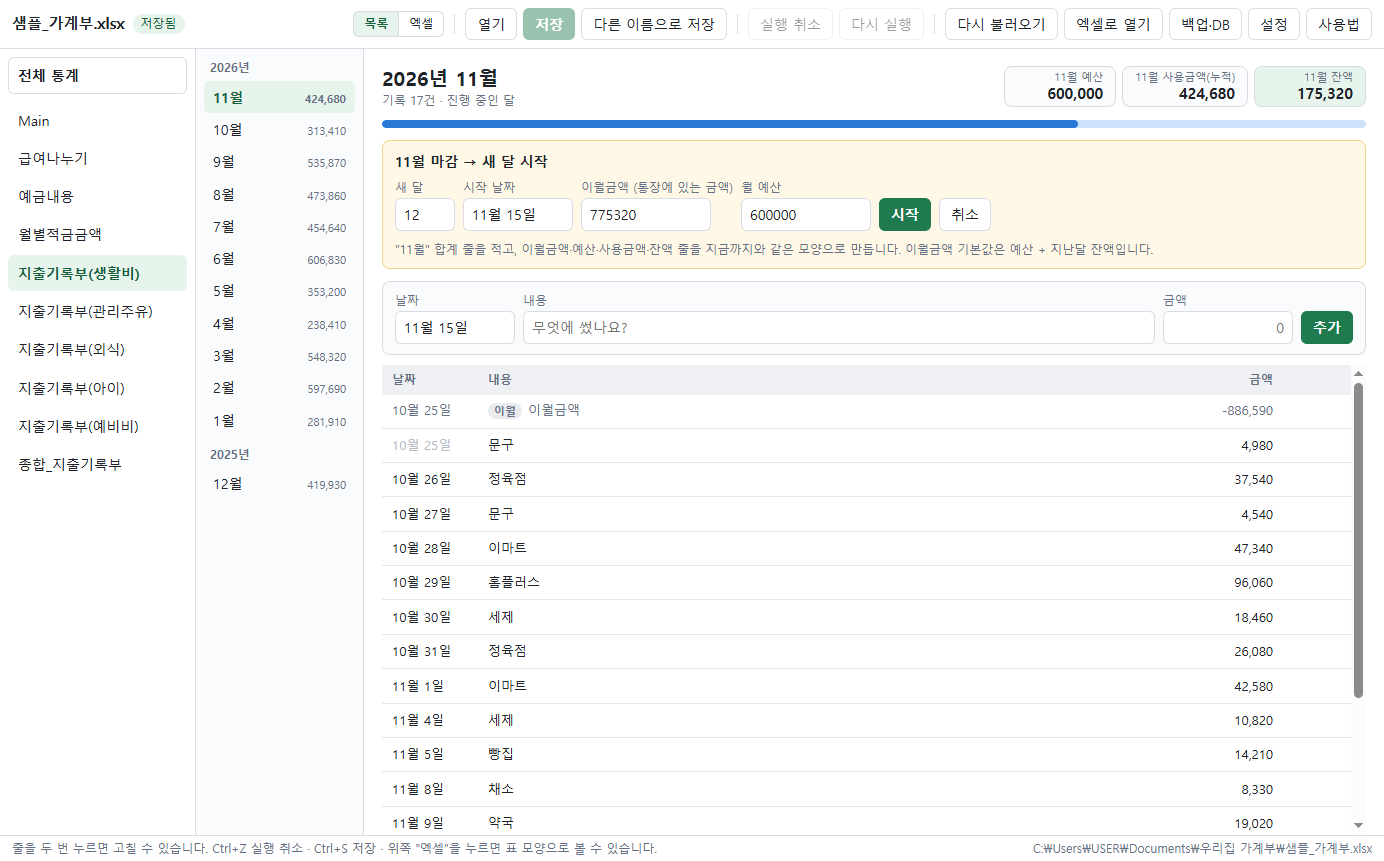 샘플_가계부.xlsx 저장됨 목록 엑셀 열기 저장 다른 이름으로 저장 실행 취소 다시 실행 다시 불러오기 엑셀로 열기 백업·DB 설정 사용법
전체 통계
Main
급여나누기
예금내용
월별적금금액
지출기록부(생활비)
지출기록부(관리주유)
지출기록부(외식)
지출기록부(아이)
지출기록부(예비비)
종합_지출기록부
2026년
11월 424,680
10월 313,410
9월 535,870
8월 473,860
7월 454,640
6월 606,830
5월 353,200
4월 238,410
3월 548,320
2월 597,690
1월 281,910
2025년
12월 419,930
2026년 11월
기록 17건 · 진행 중인 달
11월 예산 11월 사용금액(누적) 11월 잔액
600,000 424,680 175,320
11월 마감 → 새 달 시작
새 달 시작 날짜 이월금액 (통장에 있는 금액) 월 예산
12 11월 15일 775320 600000 시작 취소
"11월" 합계 줄을 적고, 이월금액·예산·사용금액·잔액 줄을 지금까지와 같은 모양으로 만듭니다. 이월금액 기본값은 예산 + 지난달 잔액입니다.
날짜 내용 금액
11월 15일 무엇에 썼나요? 0 추가
날짜 내용 금액
10월 25일 이월 이월금액 -886,590
10월 25일 문구 4,980
10월 26일 정육점 37,540
10월 27일 문구 4,540
10월 28일 이마트 47,340
10월 29일 홈플러스 96,060
10월 30일 세제 18,460
10월 31일 정육점 26,080
11월 1일 이마트 42,580
11월 4일 세제 10,820
11월 5일 빵집 14,210
11월 8일 채소 8,330
11월 9일 약국 19,020
줄을 두 번 누르면 고칠 수 있습니다. Ctrl+Z 실행 취소 · Ctrl+S 저장 · 위쪽 "엑셀"을 누르면 표 모양으로 볼 수 있습니다. C:₩Users₩USER₩Documents₩우리집 가계부₩샘플_가계부.xlsx